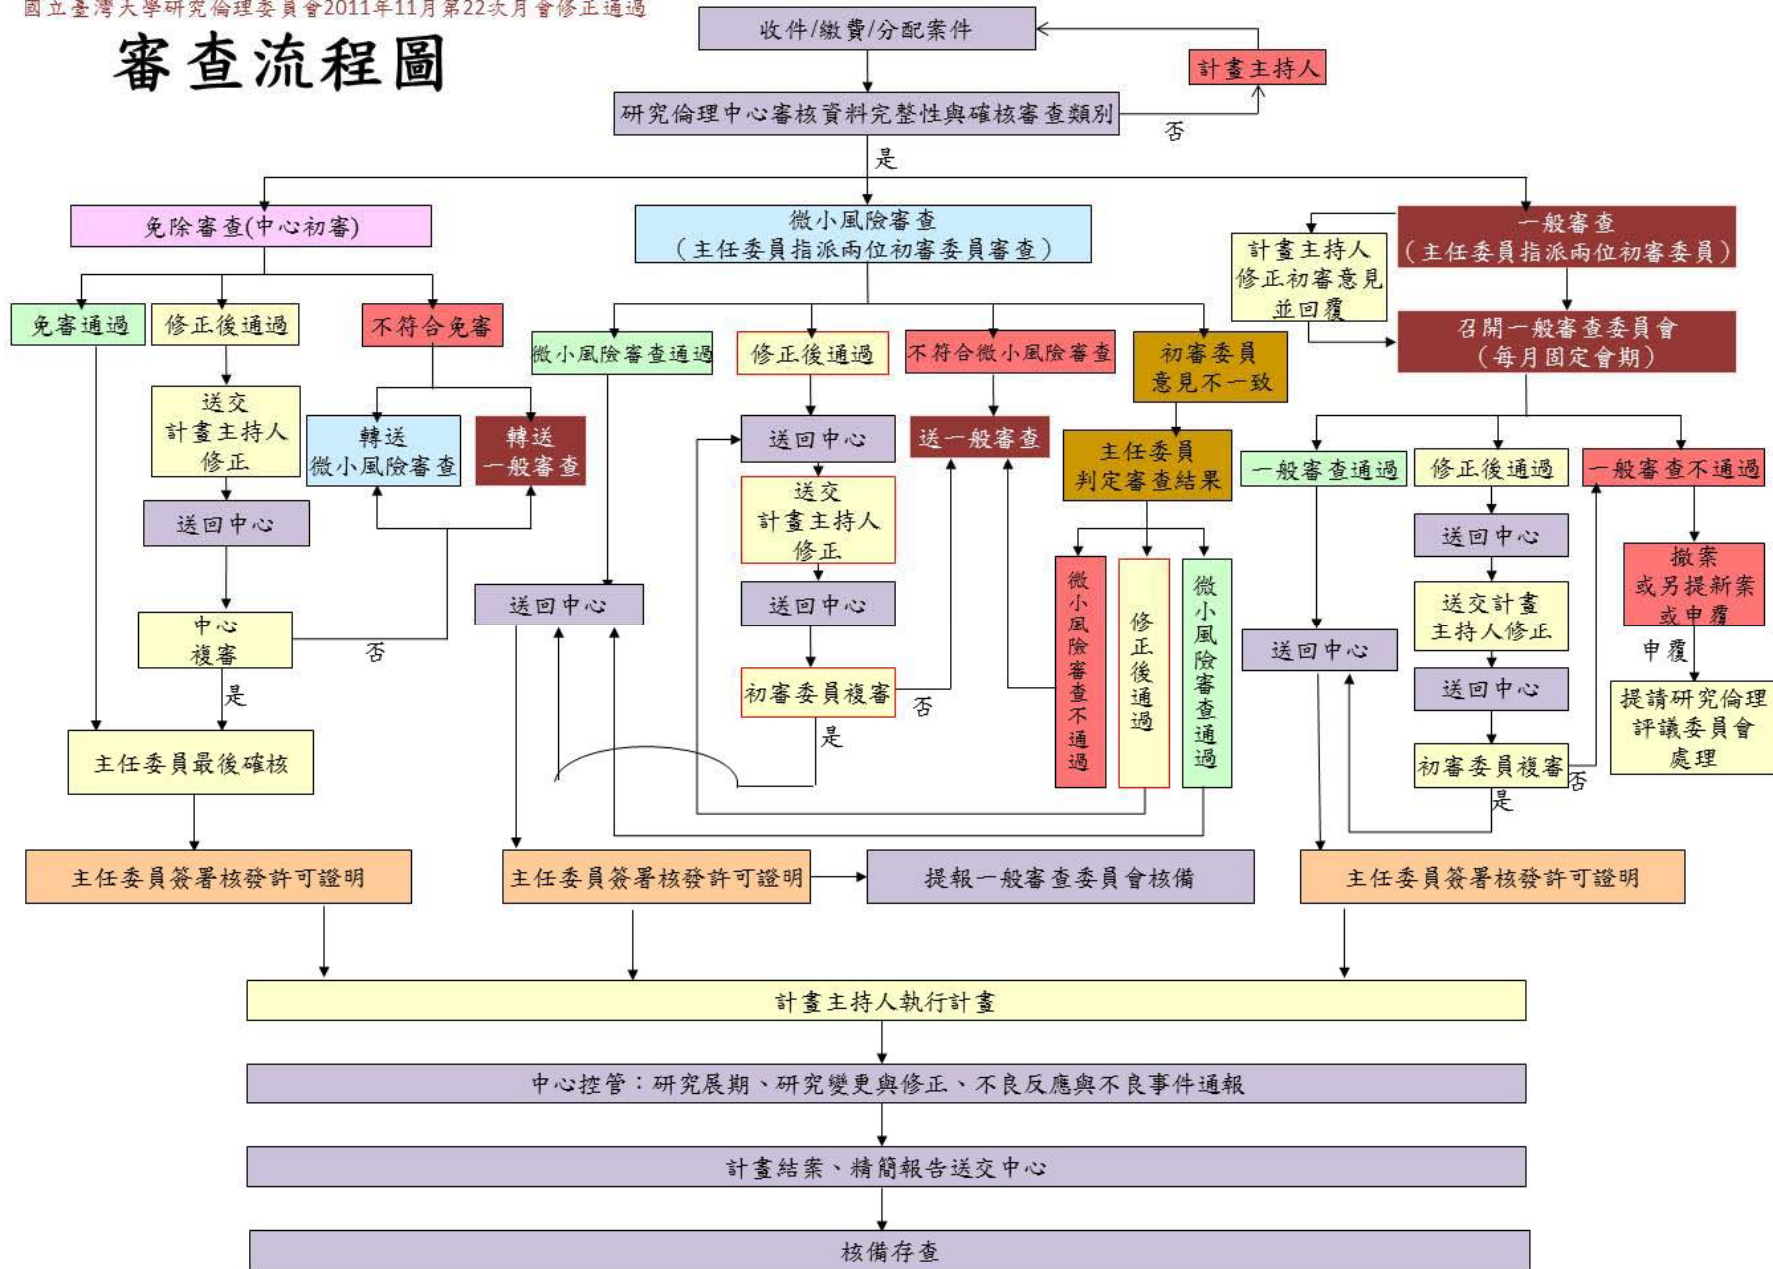 國立臺灣大學研究倫理委員會2011年11月第22次月會修正通過
審查流程圖
收件/繳費/分配案件
計畫主持人
研究倫理中心審核資料完整性與確核審查類別
否
是
免除審查(中心初審)
微小風險審查
（主任委員指派兩位初審委員審查）
一般審查
（主任委員指派兩位初審委員）
計畫主持人
修正初審意見
並回覆
召開一般審查委員會
（每月固定會期）
免審通過
修正後通過
不符合免審
送交
計畫主持人
修正
轉送
微小風險審查
轉送
一般審查
送回中心
中心
複審
否
是
主任委員最後確核
主任委員簽署核發許可證明
微小風險審查通過
修正後通過
不符合微小風險審查
初審委員
意見不一致
送回中心
送一般審查
主任委員
判定審查結果
送交
計畫主持人
修正
送回中心
送回中心
初審委員複審
否
是
微小風險審查不通過
修正後通過
微小風險審查通過
主任委員簽署核發許可證明
提報一般審查委員會核備
一般審查通過
修正後通過
一般審查不通過
送回中心
撤案
或另提新案
或申覆
送交計畫
主持人修正
送回中心
申覆
送回中心
提請研究倫理
評議委員會
處理
初審委員複審
否
是
主任委員簽署核發許可證明
計畫主持人執行計畫
中心控管：研究展期、研究變更與修正、不良反應與不良事件通報
計畫結案、精簡報告送交中心
核備存查